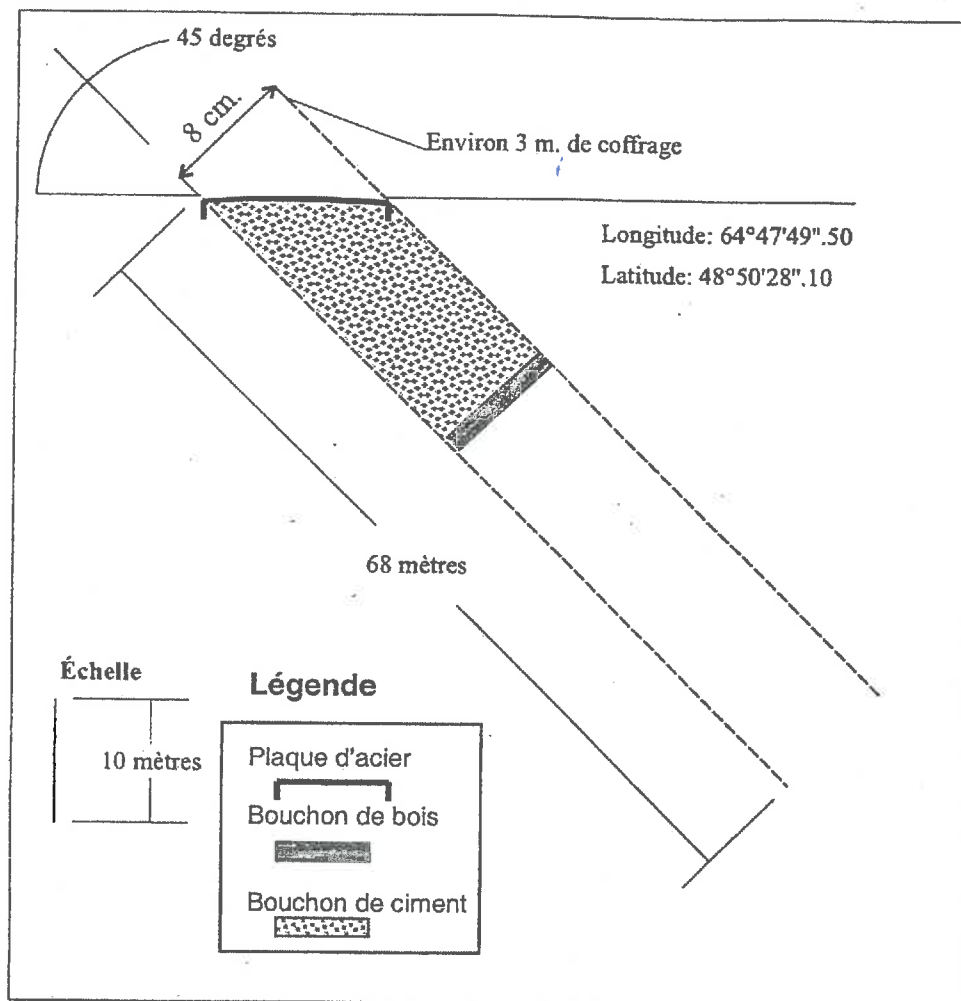 45 degrés
8 cm.
Environ 3 m. de coffrage
Longitude: 64°47'49".50
Latitude: 48°50'28".10
68 mètres
Échelle
10 mètres
Légende
Plaque d'acier
Bouchon de bois
Bouchon de ciment